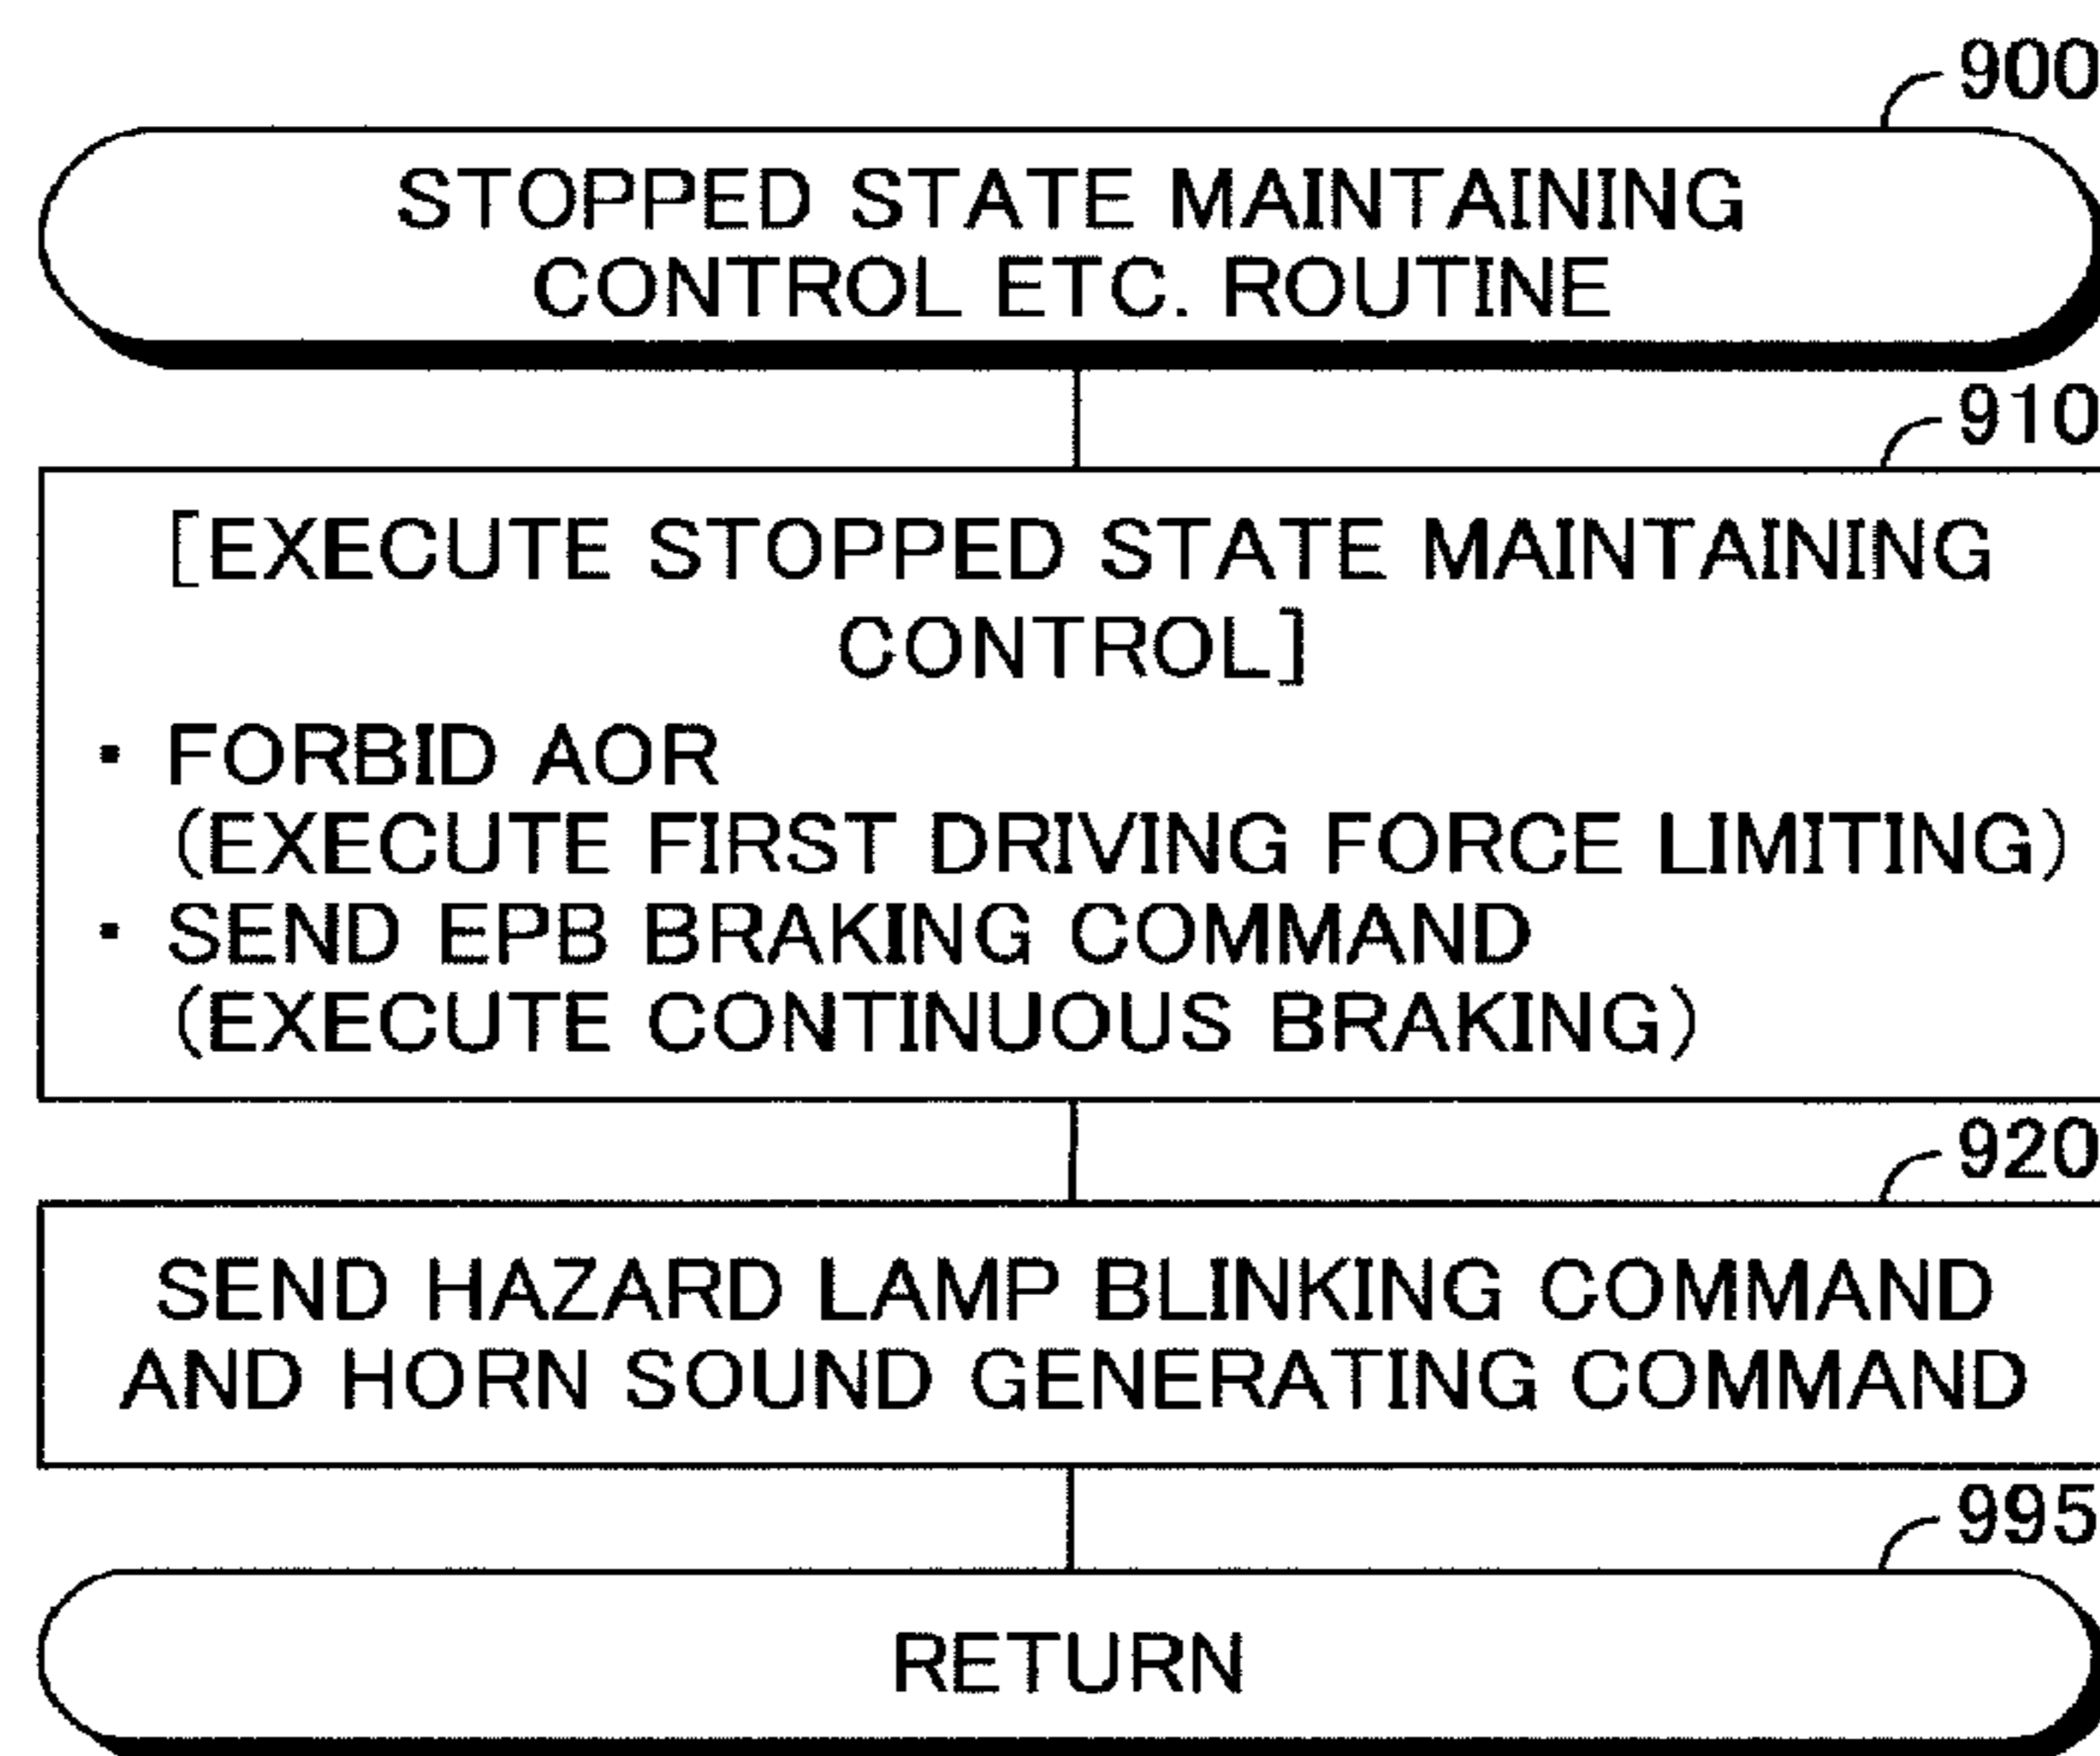 900
STOPPED STATE MAINTAINING
CONTROL ETC. ROUTINE
910
[EXECUTE STOPPED STATE MAINTAINING
CONTROL]
・ FORBID AOR
(EXECUTE FIRST DRIVING FORCE LIMITING)
・ SEND EPB BRAKING COMMAND
(EXECUTE CONTINUOUS BRAKING)
920
SEND HAZARD LAMP BLINKING COMMAND
AND HORN SOUND GENERATING COMMAND
995
RETURN